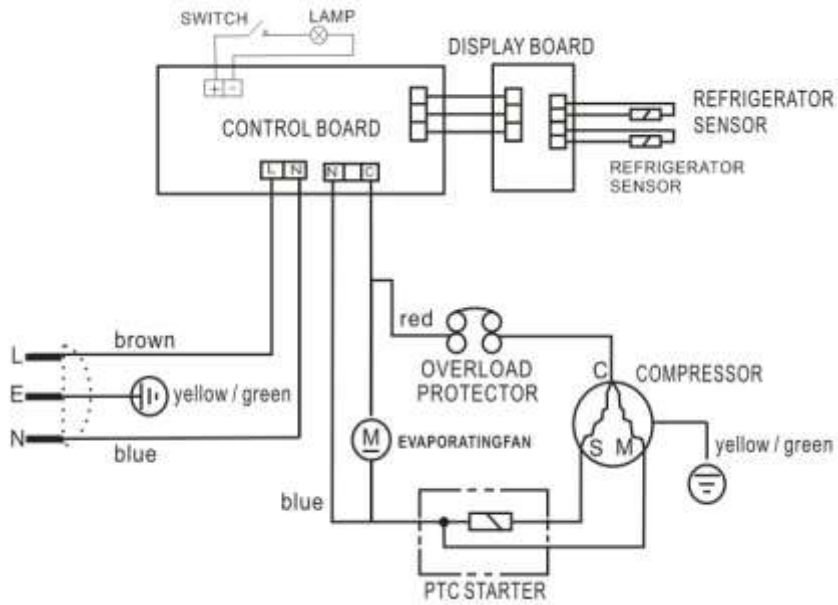 SWITCH
LAMP
DISPLAY BOARD
+ -
CONTROL BOARD
REFRIGERATOR
SENSOR
REFRIGERATOR
SENSOR
L N
N C
red
L
brown
OVERLOAD
PROTECTOR
C
COMPRESSOR
E
yellow / green
N
blue
M
EVAPORATINGFAN
S M
yellow / green
blue
PTC STARTER